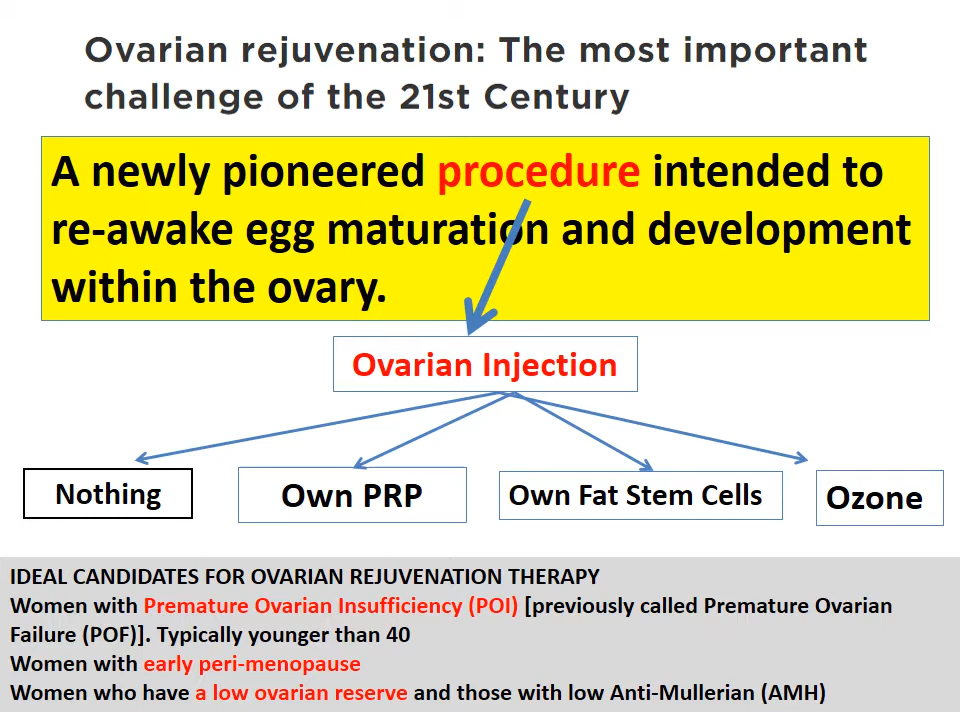 Ovarian rejuvenation: The most important
challenge of the 21st Century
A newly pioneered procedure intended to
re-awake egg maturation and development
within the ovary.
Ovarian Injection
Nothing
Own PRP
Own Fat Stem Cells
Ozone
IDEAL CANDIDATES FOR OVARIAN REJUVENATION THERAPY
Women with Premature Ovarian Insufficiency (POI) [previously called Premature Ovarian
Failure (POF)]. Typically younger than 40
Women with early peri-menopause
Women who have a low ovarian reserve and those with low Anti-Mullerian (AMH)